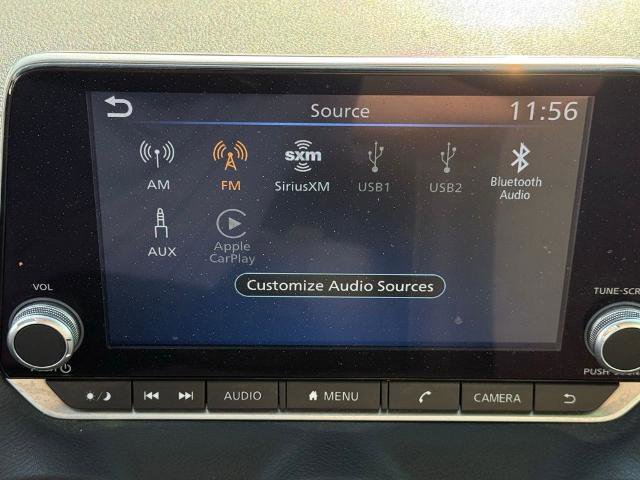 Source 11:56
AM FM sxm SiriusXM USB1 USB2 Bluetooth
Audio
AUX Apple
CarPlay
Customize Audio Sources
VOL
TUNE-SCR
PUSH
PUSH
AUDIO MENU CAMERA